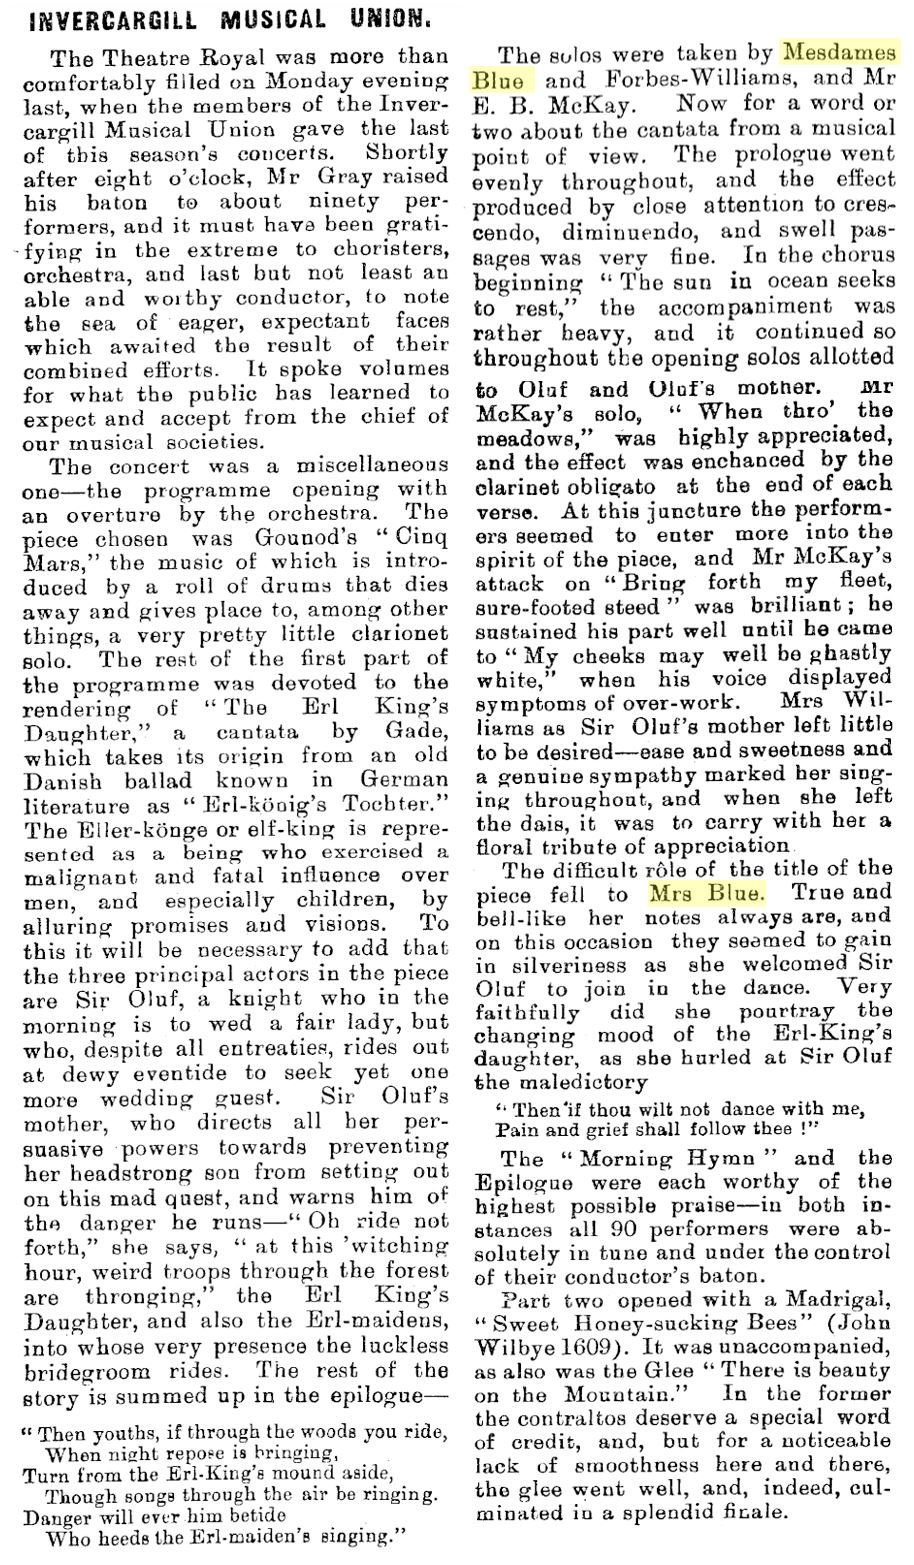 INVERCARGILL MUSICAL UNION.
The Theatre Royal was more than
comfortably filled on Monday evening
last, when the members of the Inver-
cargill Musical Union gave the last
of this season's concerts. Shortly
after eight o'clock, Mr Gray raised
his baton to about ninety per-
formers, and it must have been grati-
fying in the extreme to choristers,
orchestra, and last but not least an
able and worthy conductor, to note
the sea of eager, expectant faces
which awaited the result of their
combined efforts. It spoke volumes
for what the public has learned to
expect and accept from the chief of
our musical societies.
The concert was a miscellaneous
one—the programme opening with
an overture by the orchestra. The
piece chosen was Gounod's "Cinq
Mars," the music of which is intro-
duced by a roll of drums that dies
away and gives place to, among other
things, a very pretty little clarionet
solo. The rest of the first part of
the programme was devoted to the
rendering of "The Erl King's
Daughter," a cantata by Gade,
which takes its origin from an old
Danish ballad known in German
literature as "Erl-könig's Tochter."
The Eller-könge or elf-king is repre-
sented as a being who exercised a
malignant and fatal influence over
men, and especially children, by
alluring promises and visions. To
this it will be necessary to add that
the three principal actors in the piece
are Sir Oluf, a knight who in the
morning is to wed a fair lady, but
who, despite all entreaties, rides out
at dewy eventide to seek yet one
more wedding guest. Sir Oluf's
mother, who directs all her per-
suasive powers towards preventing
her headstrong son from setting out
on this mad quest, and warns him of
the danger he runs—"Oh ride not
forth," she says, "at this 'witching
hour, weird troops through the forest
are thronging," the Erl King's
Daughter, and also the Erl-maidens,
into whose very presence the luckless
bridegroom rides. The rest of the
story is summed up in the epilogue—
"Then youths, if through the woods you ride,
When night repose is bringing,
Turn from the Erl-King's mound aside,
Though songs through the air be ringing.
Danger will ever him betide
Who heeds the Erl-maiden's singing."
The solos were taken by Mesdames
Blue and Forbes-Williams, and Mr
E. B. McKay. Now for a word or
two about the cantata from a musical
point of view. The prologue went
evenly throughout, and the effect
produced by close attention to cres-
cendo, diminuendo, and swell pas-
sages was very fine. In the chorus
beginning "The sun in ocean seeks
to rest," the accompaniment was
rather heavy, and it continued so
throughout the opening solos allotted
to Oluf and Oluf's mother. Mr
McKay's solo, "When thro' the
meadows," was highly appreciated,
and the effect was enchanced by the
clarinet obligato at the end of each
verse. At this juncture the perform-
ers seemed to enter more into the
spirit of the piece, and Mr McKay's
attack on "Bring forth my fleet,
sure-footed steed" was brilliant; he
sustained his part well until he came
to "My cheeks may well be ghastly
white," when his voice displayed
symptoms of over-work. Mrs Wil-
liams as Sir Oluf's mother left little
to be desired—ease and sweetness and
a genuine sympathy marked her sing-
ing throughout, and when she left
the dais, it was to carry with her a
floral tribute of appreciation.
The difficult rôle of the title of the
piece fell to Mrs Blue. True and
bell-like her notes always are, and
on this occasion they seemed to gain
in silveriness as she welcomed Sir
Oluf to join in the dance. Very
faithfully did she pourtray the
changing mood of the Erl-King's
daughter, as she hurled at Sir Oluf
the maledictory
"Then if thou wilt not dance with me,
Pain and grief shall follow thee!"
The "Morning Hymn" and the
Epilogue were each worthy of the
highest possible praise—in both in-
stances all 90 performers were ab-
solutely in tune and under the control
of their conductor's baton.
Part two opened with a Madrigal,
"Sweet Honey-sucking Bees" (John
Wilbye 1609). It was unaccompanied,
as also was the Glee "There is beauty
on the Mountain." In the former
the contraltos deserve a special word
of credit, and, but for a noticeable
lack of smoothness here and there,
the glee went well, and, indeed, cul-
minated in a splendid finale.